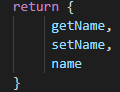 return {
getName,
setName,
name
}